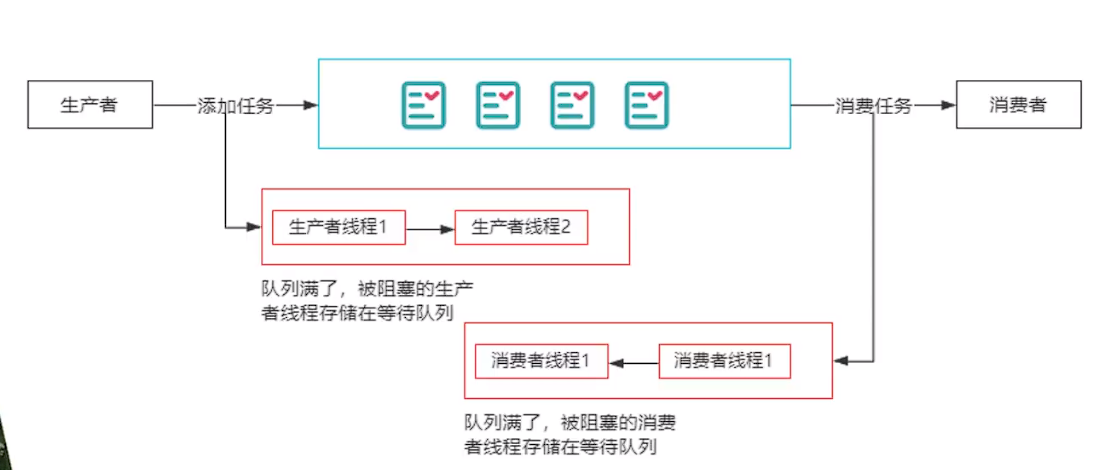 生产者
添加任务
消费任务
消费者
生产者线程1
生产者线程2
队列满了，被阻塞的生产
者线程存储在等待队列
消费者线程1
消费者线程1
队列满了，被阻塞的消费
者线程存储在等待队列